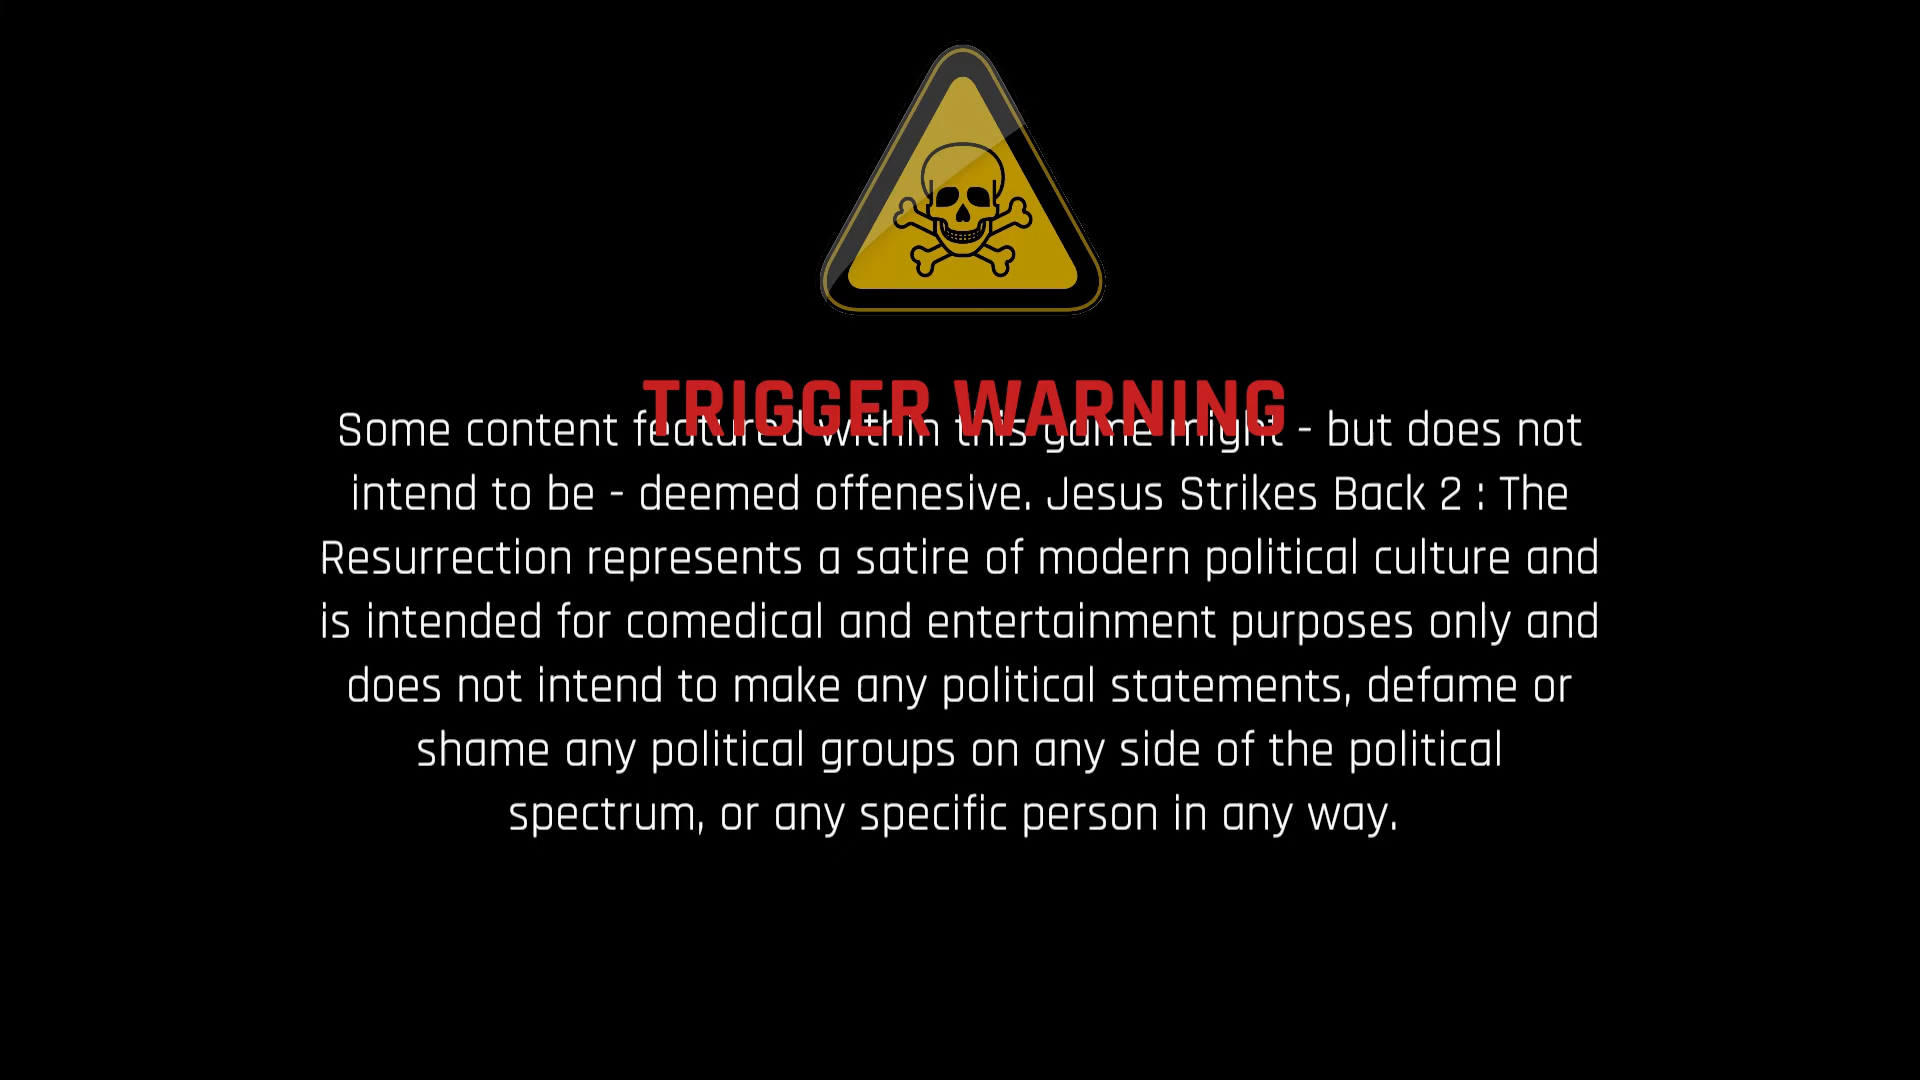 TRIGGER WARNING
Some content featured within this game might - but does not
intend to be - deemed offenesive. Jesus Strikes Back 2 : The
Resurrection represents a satire of modern political culture and
is intended for comedical and entertainment purposes only and
does not intend to make any political statements, defame or
shame any political groups on any side of the political
spectrum, or any specific person in any way.